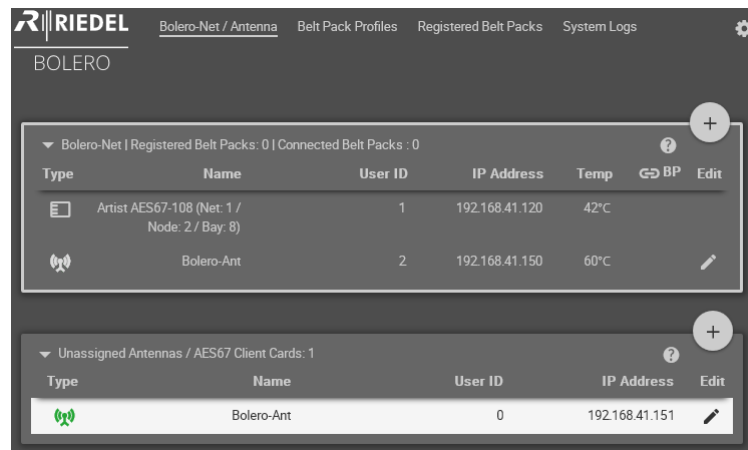 RIEDEL Bolero-Net / Antenna Belt Pack Profiles Registered Belt Packs System Logs
BOLERO
+
Bolero-Net | Registered Belt Packs: 0 | Connected Belt Packs : 0 ?
Type Name User ID IP Address Temp BP Edit
Artist AES67-108 (Net: 1 / 1 192.168.41.120 42°C
Node: 2 / Bay: 8)
Bolero-Ant 2 192.168.41.150 60°C
+
Unassigned Antennas / AES67 Client Cards: 1 ?
Type Name User ID IP Address Edit
Bolero-Ant 0 192.168.41.151